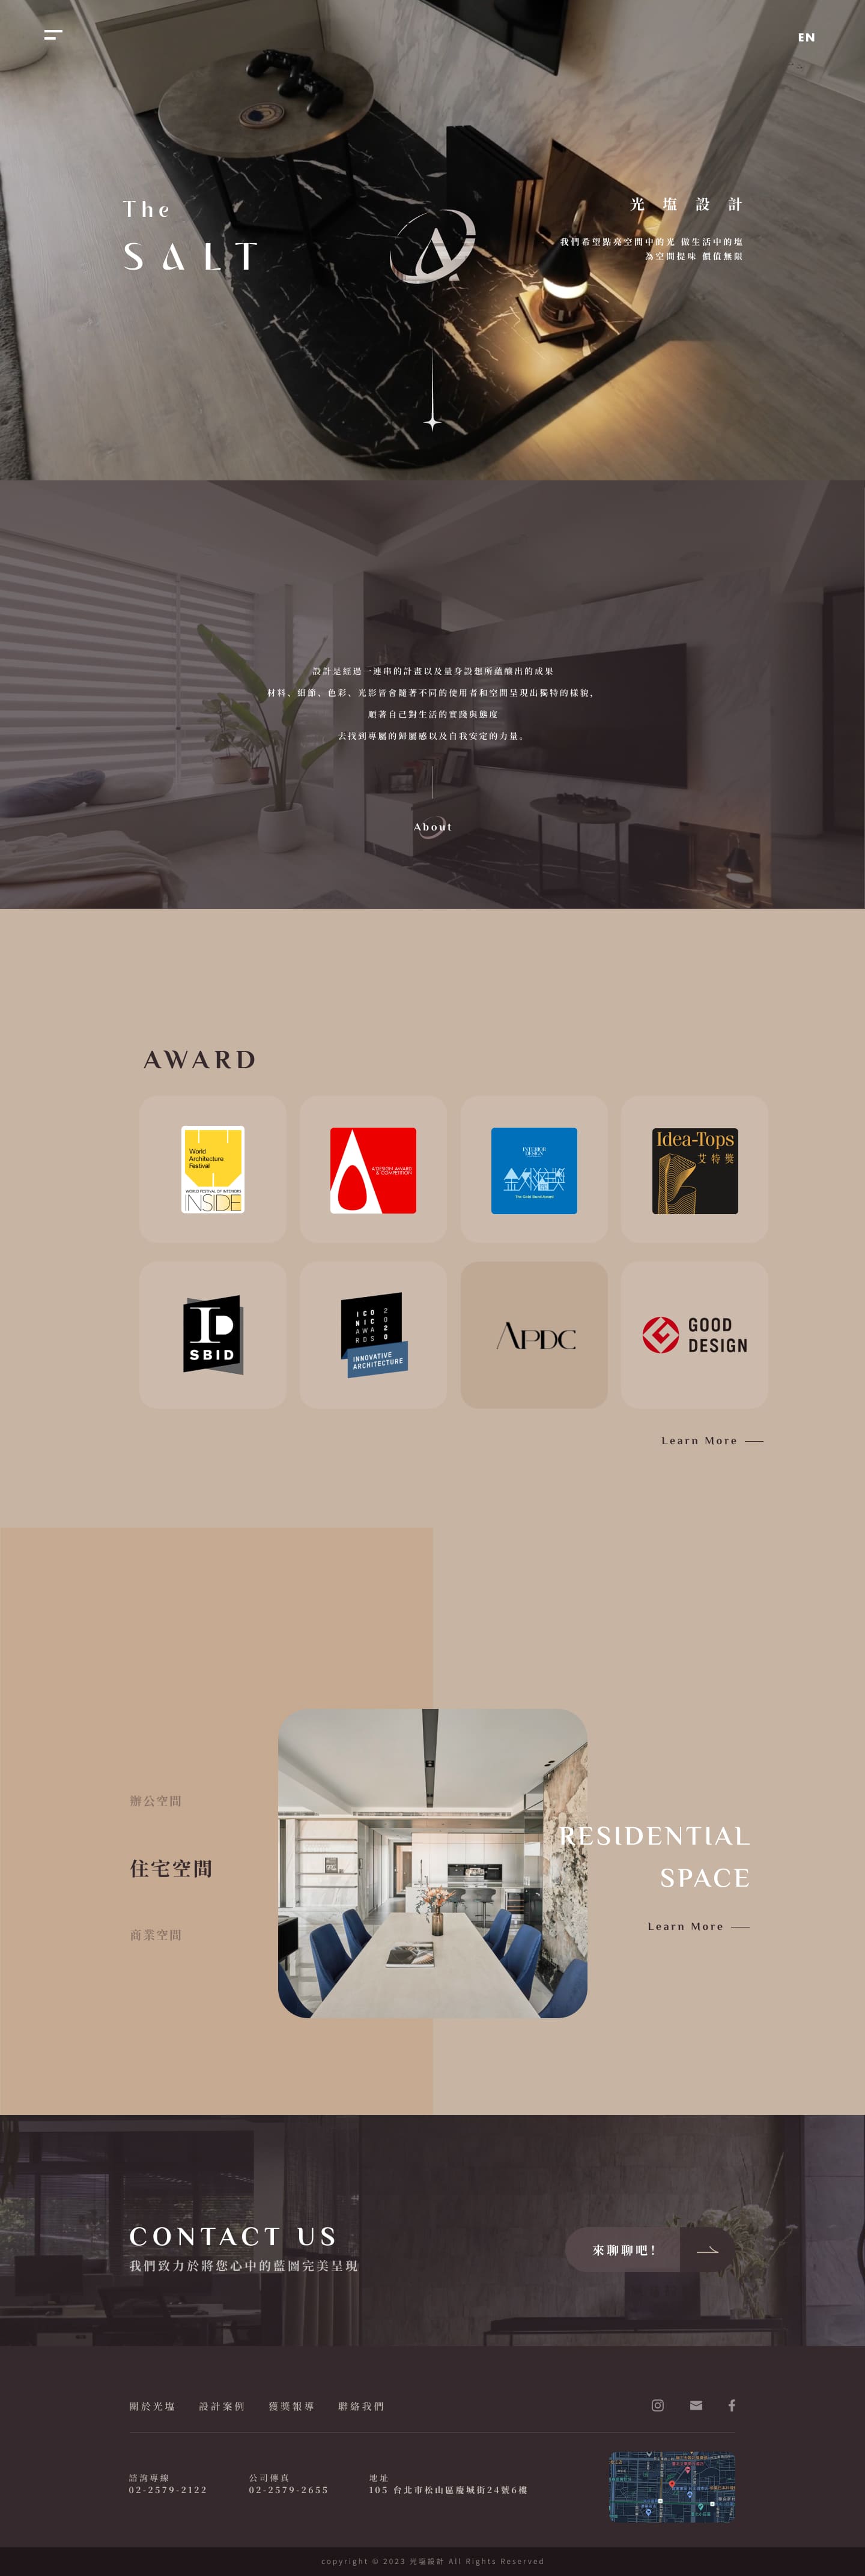 EN
The
SALT
光塩設計
我們希望點亮空間中的光 做生活中的塩
為空間提味 價值無限
設計是經過一連串的計畫以及量身設想所蘊釀出的成果
材料、細節、色彩、光影皆會隨著不同的使用者和空間呈現出獨特的樣貌,
順著自己對生活的實踐與態度
去找到專屬的歸屬感以及自我安定的力量。
About
AWARD
World
Architecture
Festival
WORLD FESTIVAL OF INTERIORS
INSIDE
A'DESIGN AWARD
& COMPETITION
INTERIOR
DESIGN
The Gold Seed Award
Idea-Tops
艾特獎
SBID
ICO 2
NIC 0
AWA 2
RDS 0
INNOVATIVE
ARCHITECTURE
APDC
GOOD
DESIGN
Learn More
辦公空間
住宅空間
商業空間
RESIDENTIAL
SPACE
Learn More
CONTACT US
我們致力於將您心中的藍圖完美呈現
來聊聊吧!
關於光塩 設計案例 獲獎報導 聯絡我們
諮詢專線 公司傳真 地址
02-2579-2122 02-2579-2655 105 台北市松山區慶城街24號6樓
copyright © 2023 光塩設計 All Rights Reserved